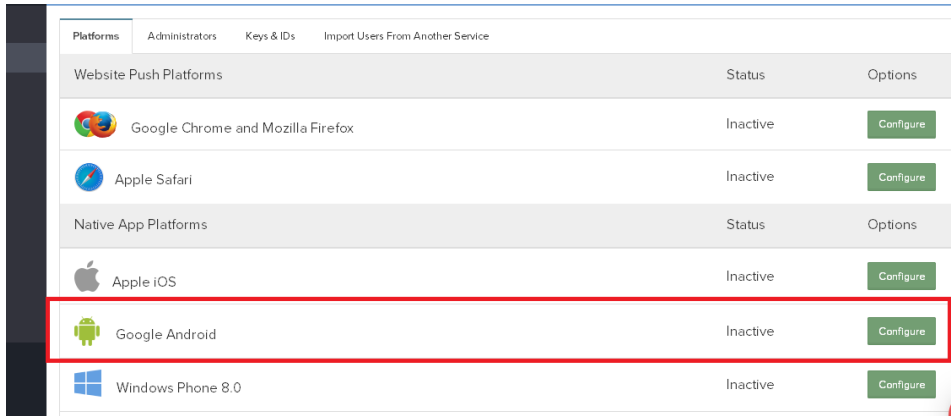 Platforms Administrators Keys & IDs Import Users From Another Service
Website Push Platforms Status Options
Google Chrome and Mozilla Firefox Inactive Configure
Apple Safari Inactive Configure
Native App Platforms Status Options
Apple iOS Inactive Configure
Google Android Inactive Configure
Windows Phone 8.0 Inactive Configure